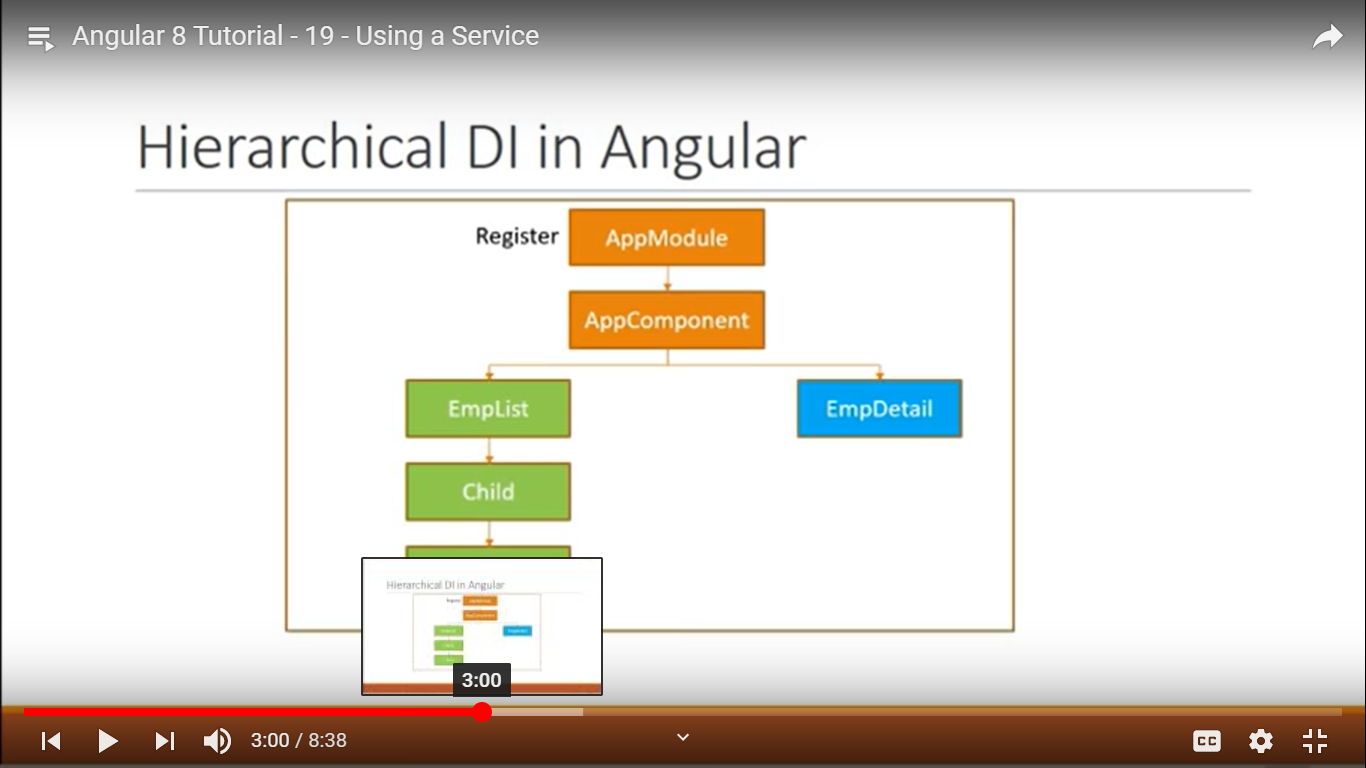 Angular 8 Tutorial - 19 - Using a Service
Hierarchical DI in Angular
Register
AppModule
AppComponent
EmpList
EmpDetail
Child
Hierarchical DI in Angular
3:00
3:00 / 8:38
CC